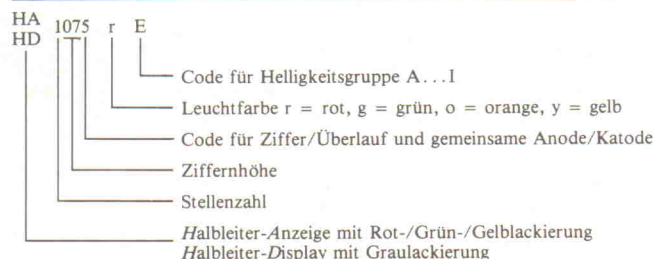 HA
HD 1075 r E
Code für Helligkeitsgruppe A...I
Leuchtfarbe r = rot, g = grün, o = orange, y = gelb
Code für Ziffer/Überlauf und gemeinsame Anode/Katode
Ziffernhöhe
Stellenzahl
Halbleiter-Anzeige mit Rot-/Grün-/Gelblackierung
Halbleiter-Display mit Graulackierung